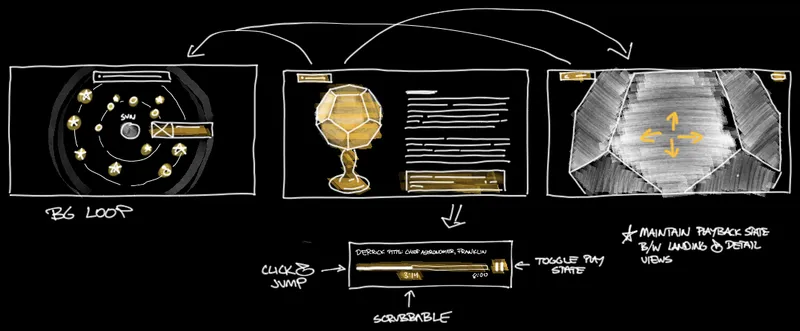 SUN
BG LOOP
DERRICK PITTS: CHIEF ASTRONOMER, FRANKLIN
3:14
6:00
CLICK &
JUMP
TOGGLE PLAY
STATE
SCRUBBABLE
MAINTAIN PLAYBACK STATE
B/W LANDING & DETAIL
VIEWS